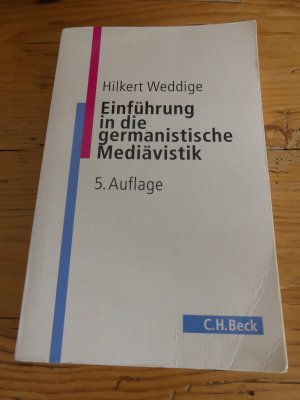 Hilkert Weddige
Einführung
in die
germanistische
Mediävistik
5. Auflage
C.H.Beck